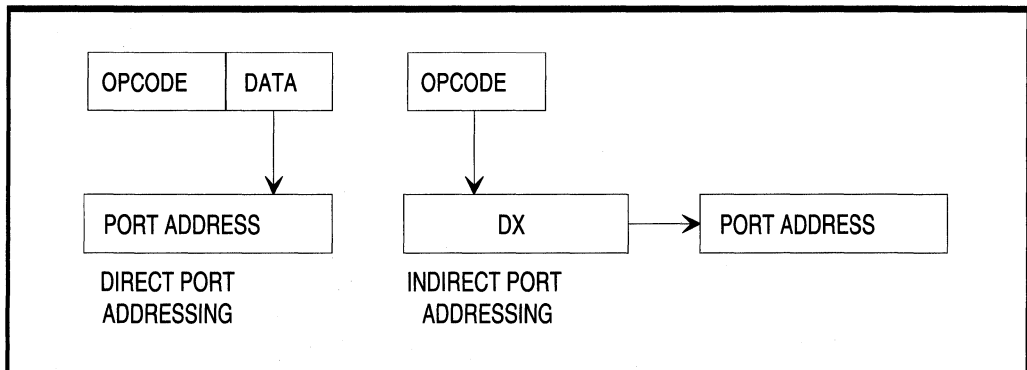 OPCODE DATA
OPCODE
PORT ADDRESS
DX
PORT ADDRESS
DIRECT PORT
ADDRESSING
INDIRECT PORT
ADDRESSING